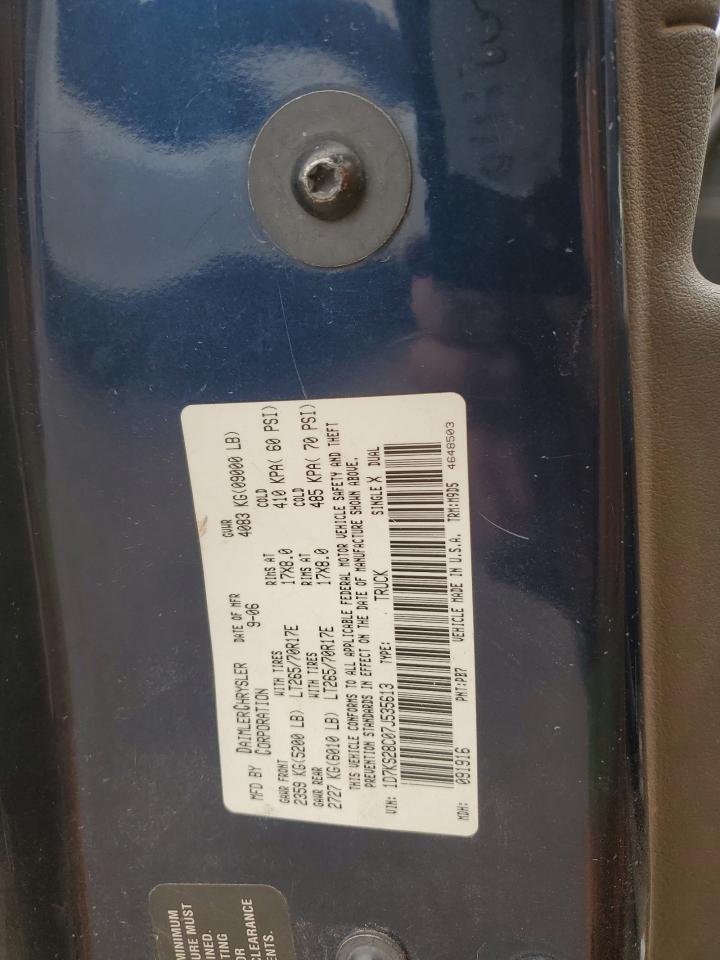 MFD BY DAIMLERCHRYSLER CORPORATION
DATE OF MFR 9-06
GVWR 4083 KG(09000 LB)
GAWR FRONT WITH TIRES RIMS AT COLD
2359 KG(5200 LB) LT265/70R17E 17X8.0 410 KPA( 60 PSI)
GAWR REAR WITH TIRES RIMS AT COLD
2727 KG(6010 LB) LT265/70R17E 17X8.0 485 KPA( 70 PSI)
THIS VEHICLE CONFORMS TO ALL APPLICABLE FEDERAL MOTOR VEHICLE SAFETY AND THEFT
PREVENTION STANDARDS IN EFFECT ON THE DATE OF MANUFACTURE SHOWN ABOVE.
VIN: 1D7KS28C07J535613 TYPE: TRUCK SINGLE X DUAL
MDH: 091916 PNT:PB7 VEHICLE MADE IN U.S.A. TRM:M9D5 4648503
MINIMUM
URE MUST
INED.
TING
OR
CLEARANCE
ENTS.